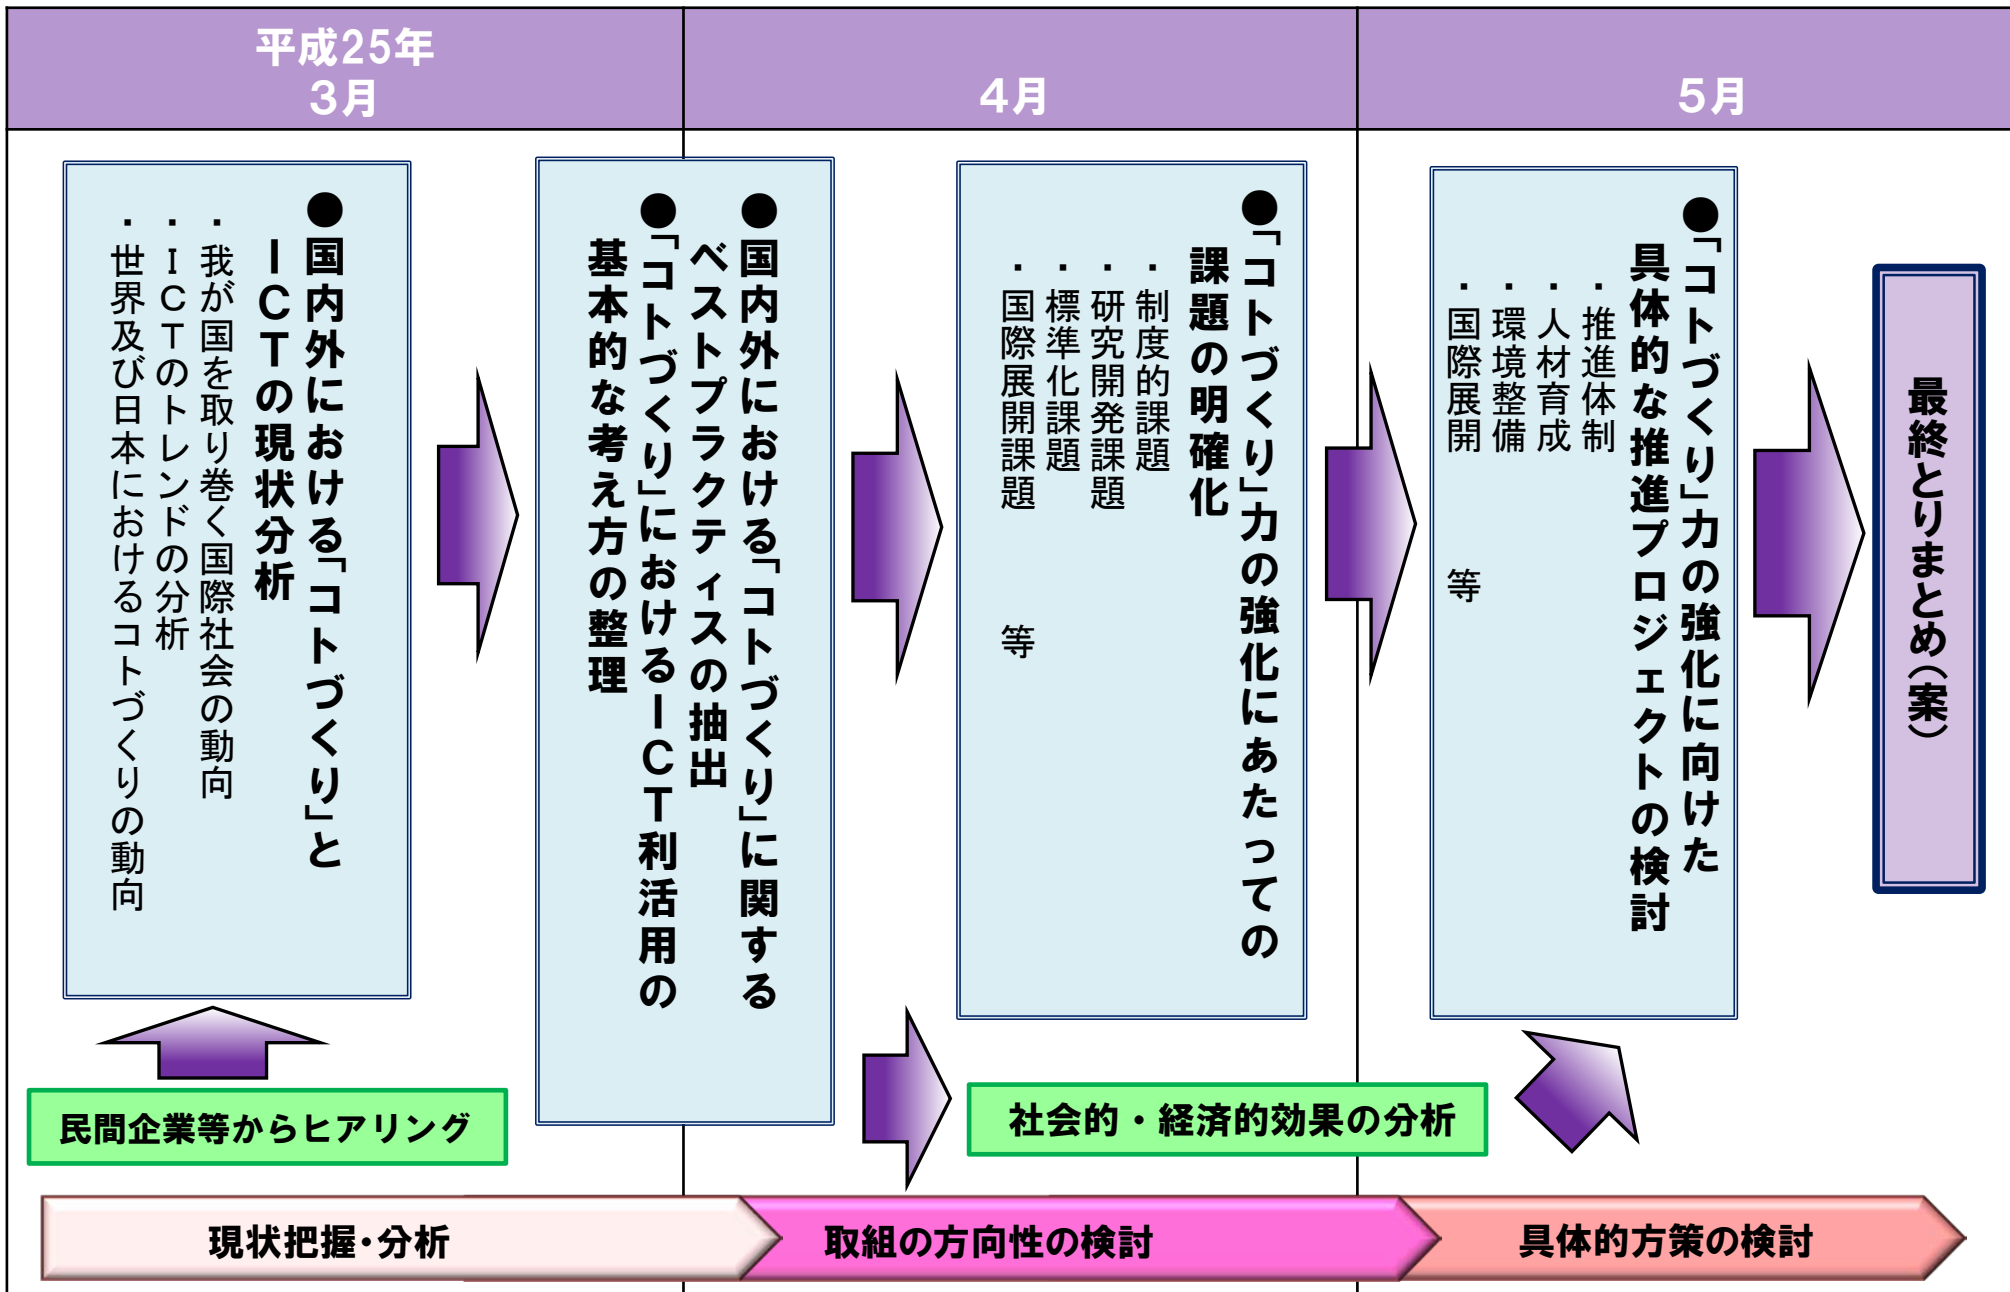 平成25年
3月
4月
5月
●国内外における「コトづくり」と
ICTの現状分析
・我が国を取り巻く国際社会の動向
・ICTのトレンドの分析
・世界及び日本におけるコトづくりの動向
●国内外における「コトづくり」に関する
ベストプラクティスの抽出
●「コトづくり」におけるICT利活用の
基本的な考え方の整理
●「コトづくり」力の強化にあたっての
課題の明確化
・制度的課題
・研究開発課題
・標準化課題
・国際展開課題 等
●「コトづくり」力の強化に向けた
具体的な推進プロジェクトの検討
・推進体制
・人材育成
・環境整備
・国際展開 等
最終とりまとめ(案)
民間企業等からヒアリング
社会的・経済的効果の分析
現状把握・分析
取組の方向性の検討
具体的方策の検討